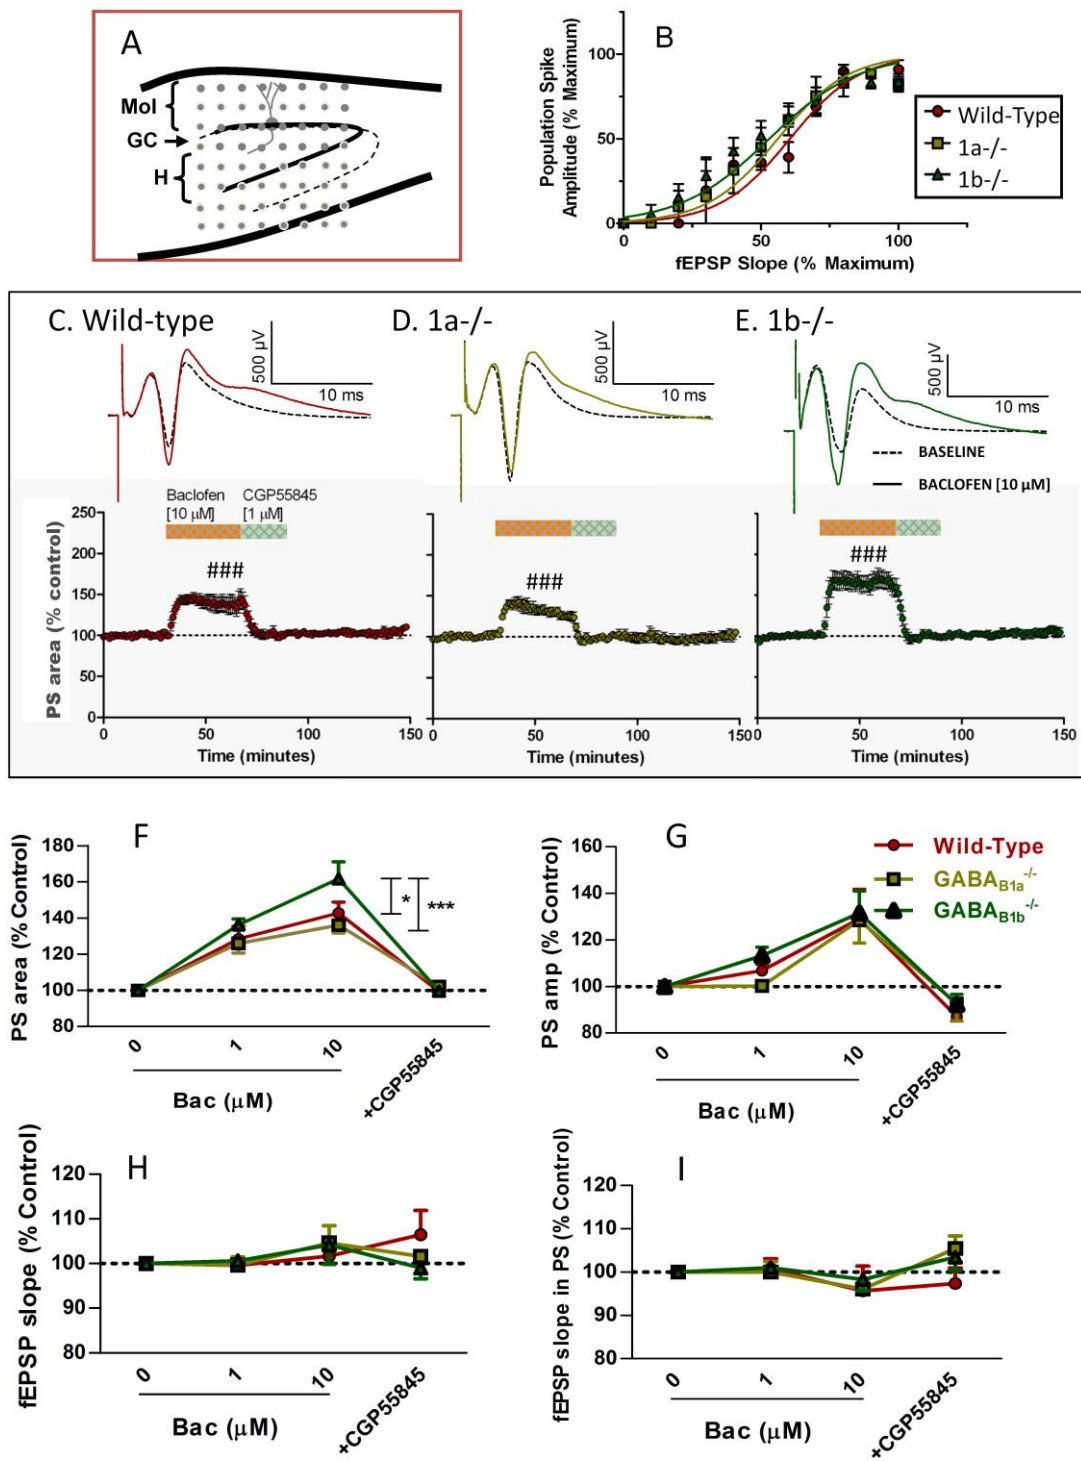 A
Mol
GC
H
B
Population Spike
Amplitude (% Maximum)
100
50
0
0
50
100
fEPSP Slope (% Maximum)
Wild-Type
1a-/-
1b-/-
C. Wild-type
500 µV
10 ms
D. 1a-/-
500 µV
10 ms
E. 1b-/-
500 µV
10 ms
BASELINE
BACLOFEN [10 µM]
PS area (% control)
250
200
150
100
50
0
Baclofen
[10 µM]
CGP55845
[1 µM]
###
0
50
100
150
Time (minutes)
###
0
50
100
150
Time (minutes)
###
0
50
100
150
Time (minutes)
F
PS area (% Control)
180
160
140
120
100
80
*
***
0
1
10
+CGP55845
Bac (µM)
G
PS amp (% Control)
160
140
120
100
80
Wild-Type
GABAB1a-/-
GABAB1b-/-
0
1
10
+CGP55845
Bac (µM)
H
fEPSP slope (% Control)
120
110
100
90
80
0
1
10
+CGP55845
Bac (µM)
I
fEPSP slope in PS (% Control)
120
110
100
90
80
0
1
10
+CGP55845
Bac (µM)